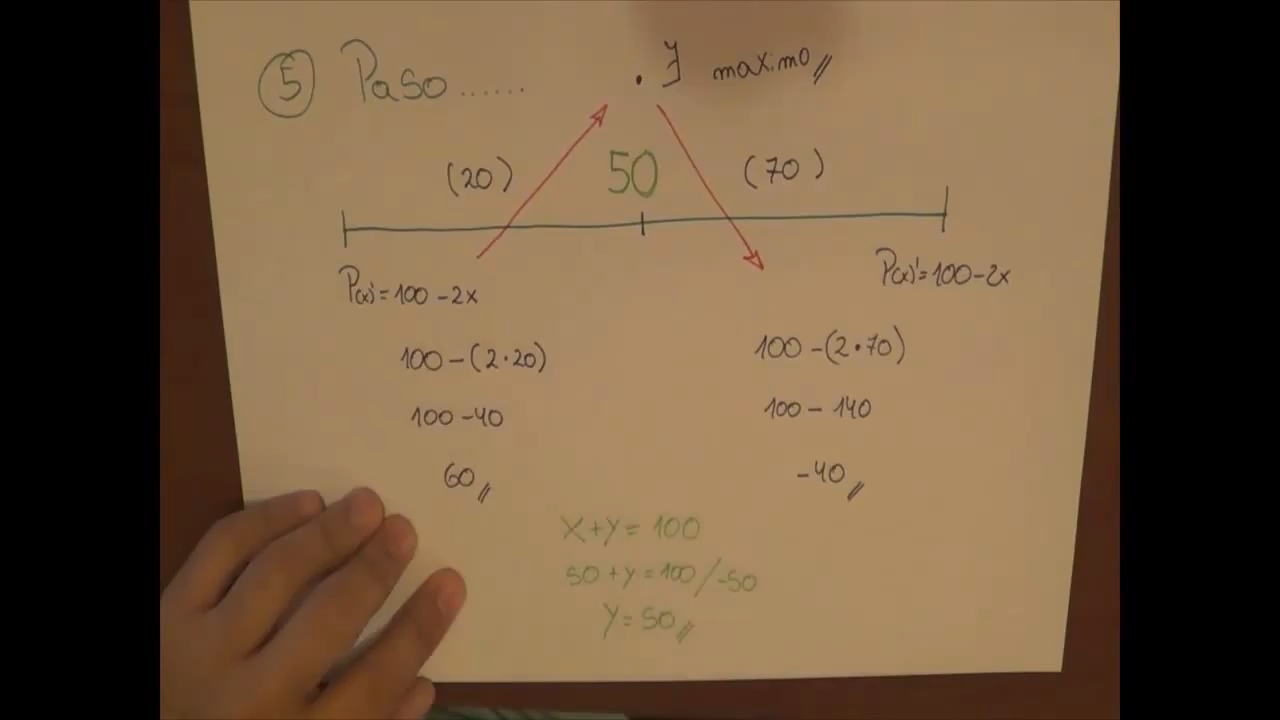 ⑤ Paso ...... . ∃ maximo //
(20) 50 (70)
P(x)'= 100 - 2x P(x)'= 100 - 2x
100 - (2·20) 100 - (2·70)
100 - 40 100 - 140
60 // -40 //
x + y = 100
50 + y = 100 / -50
y = 50 //